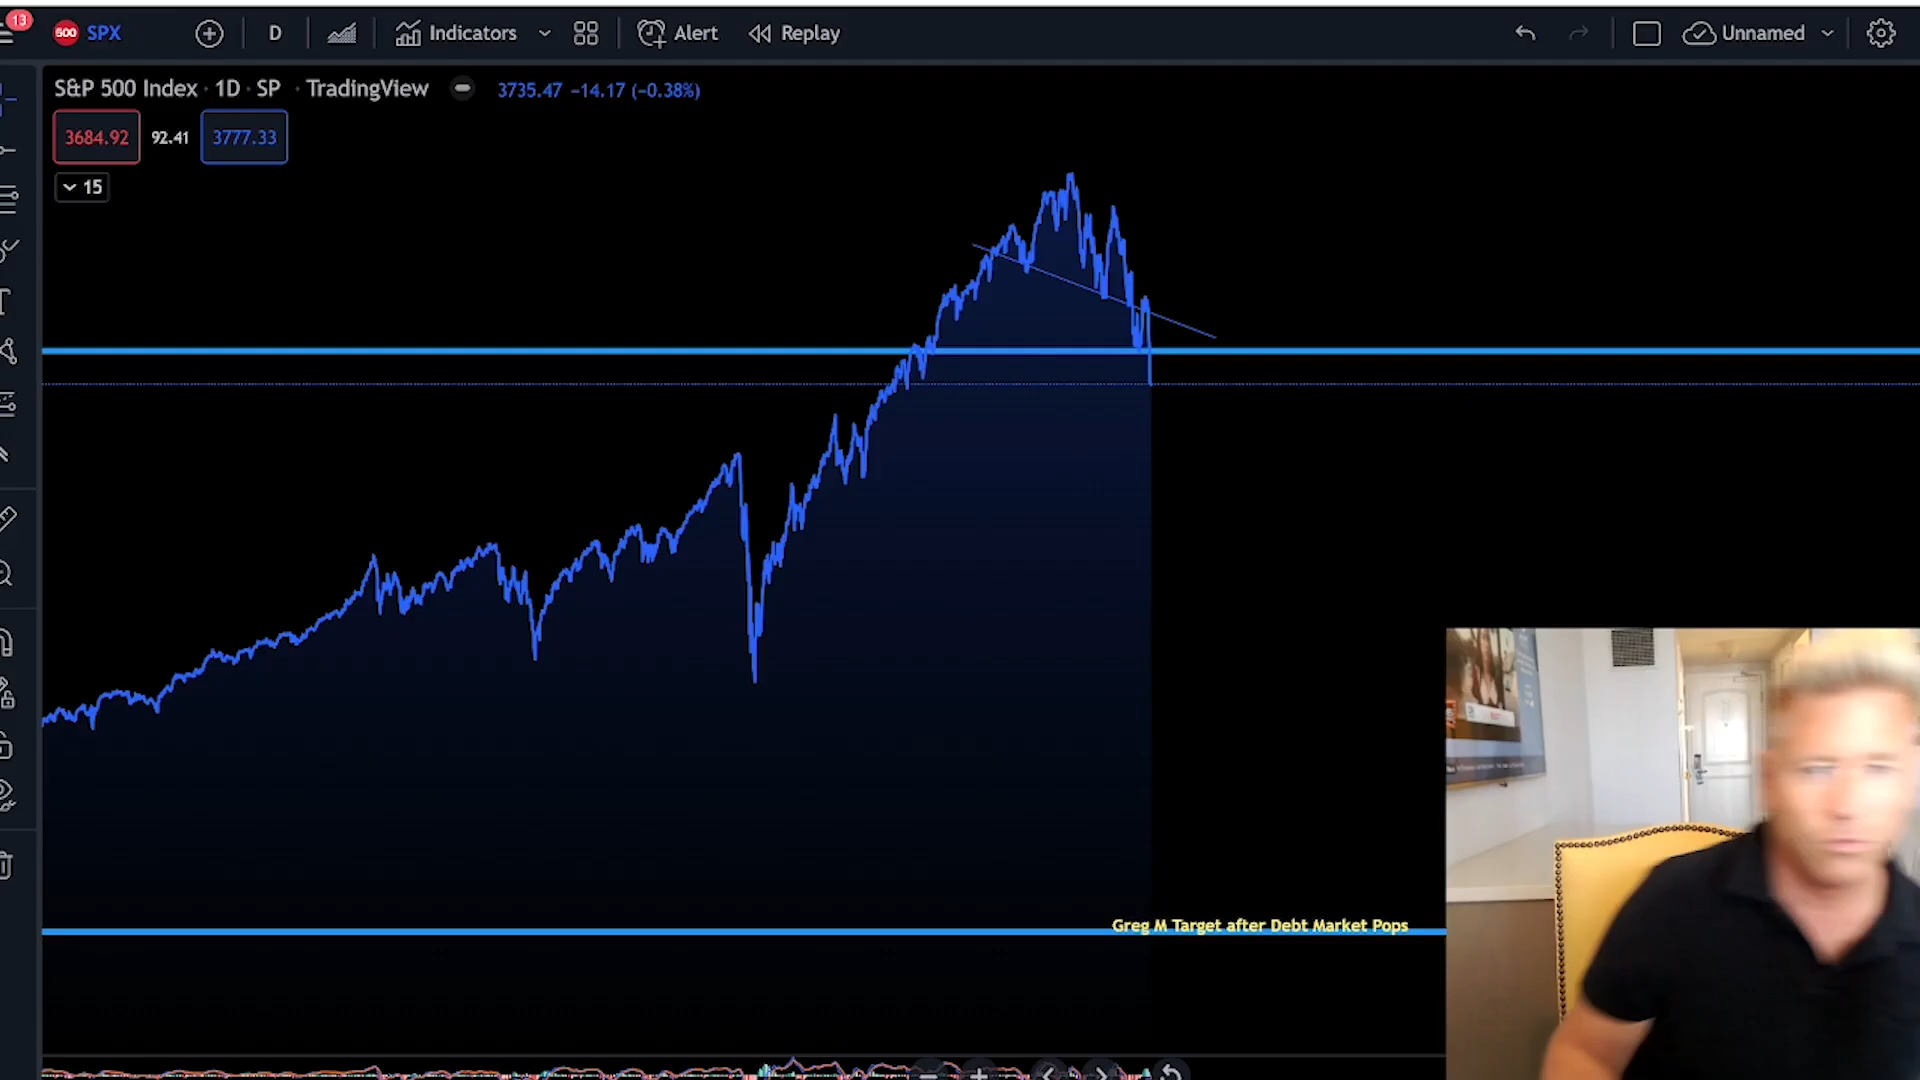 13
500 SPX D Indicators Alert Replay Unnamed
S&P 500 Index · 1D · SP · TradingView 3735.47 −14.17 (−0.38%)
3684.92 92.41 3777.33
15
Greg M Target after Debt Market Pops